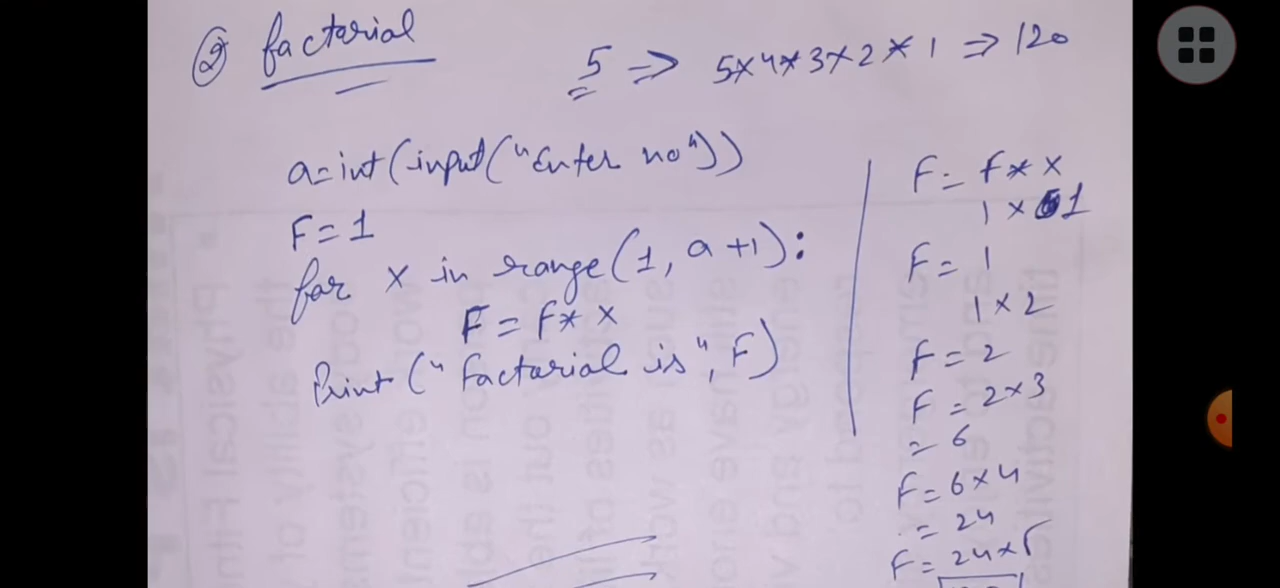 ② factorial
5 => 5×4×3×2×1 => 120
a=int(input("Enter no"))
F=1
for x in range(1, a+1):
F = F* x
Print ("factorial is", F)
F = F* x
1 × 1
F = 1
1 × 2
F = 2
F = 2×3
= 6
F = 6×4
= 24
F = 24×5